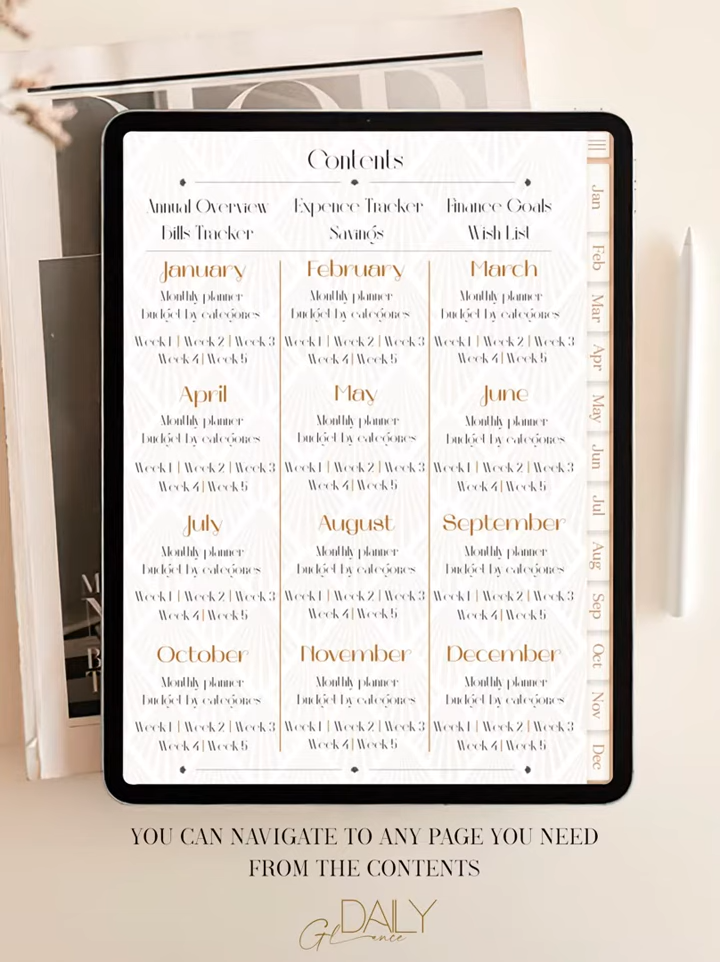 Contents
Annual Overview Expence Tracker Finance Goals
bills Tracker Savings Wish List
January February March
Monthly planner Monthly planner Monthly planner
budget by categories budget by categories budget by categories
Week 1 | Week 2 | Week 3 Week 1 | Week 2 | Week 3 Week 1 | Week 2 | Week 3
Week 4 | Week 5 Week 4 | Week 5 Week 4 | Week 5
April May June
Monthly planner Monthly planner Monthly planner
budget by categories budget by categories budget by categories
Week 1 | Week 2 | Week 3 Week 1 | Week 2 | Week 3 Week 1 | Week 2 | Week 3
Week 4 | Week 5 Week 4 | Week 5 Week 4 | Week 5
July August September
Monthly planner Monthly planner Monthly planner
budget by categories budget by categories budget by categories
Week 1 | Week 2 | Week 3 Week 1 | Week 2 | Week 3 Week 1 | Week 2 | Week 3
Week 4 | Week 5 Week 4 | Week 5 Week 4 | Week 5
October November December
Monthly planner Monthly planner Monthly planner
budget by categories budget by categories budget by categories
Week 1 | Week 2 | Week 3 Week 1 | Week 2 | Week 3 Week 1 | Week 2 | Week 3
Week 4 | Week 5 Week 4 | Week 5 Week 4 | Week 5
Jan
Feb
Mar
Apr
May
Jun
Jul
Aug
Sep
Oct
Nov
Dec
YOU CAN NAVIGATE TO ANY PAGE YOU NEED
FROM THE CONTENTS
DAILY
Glance